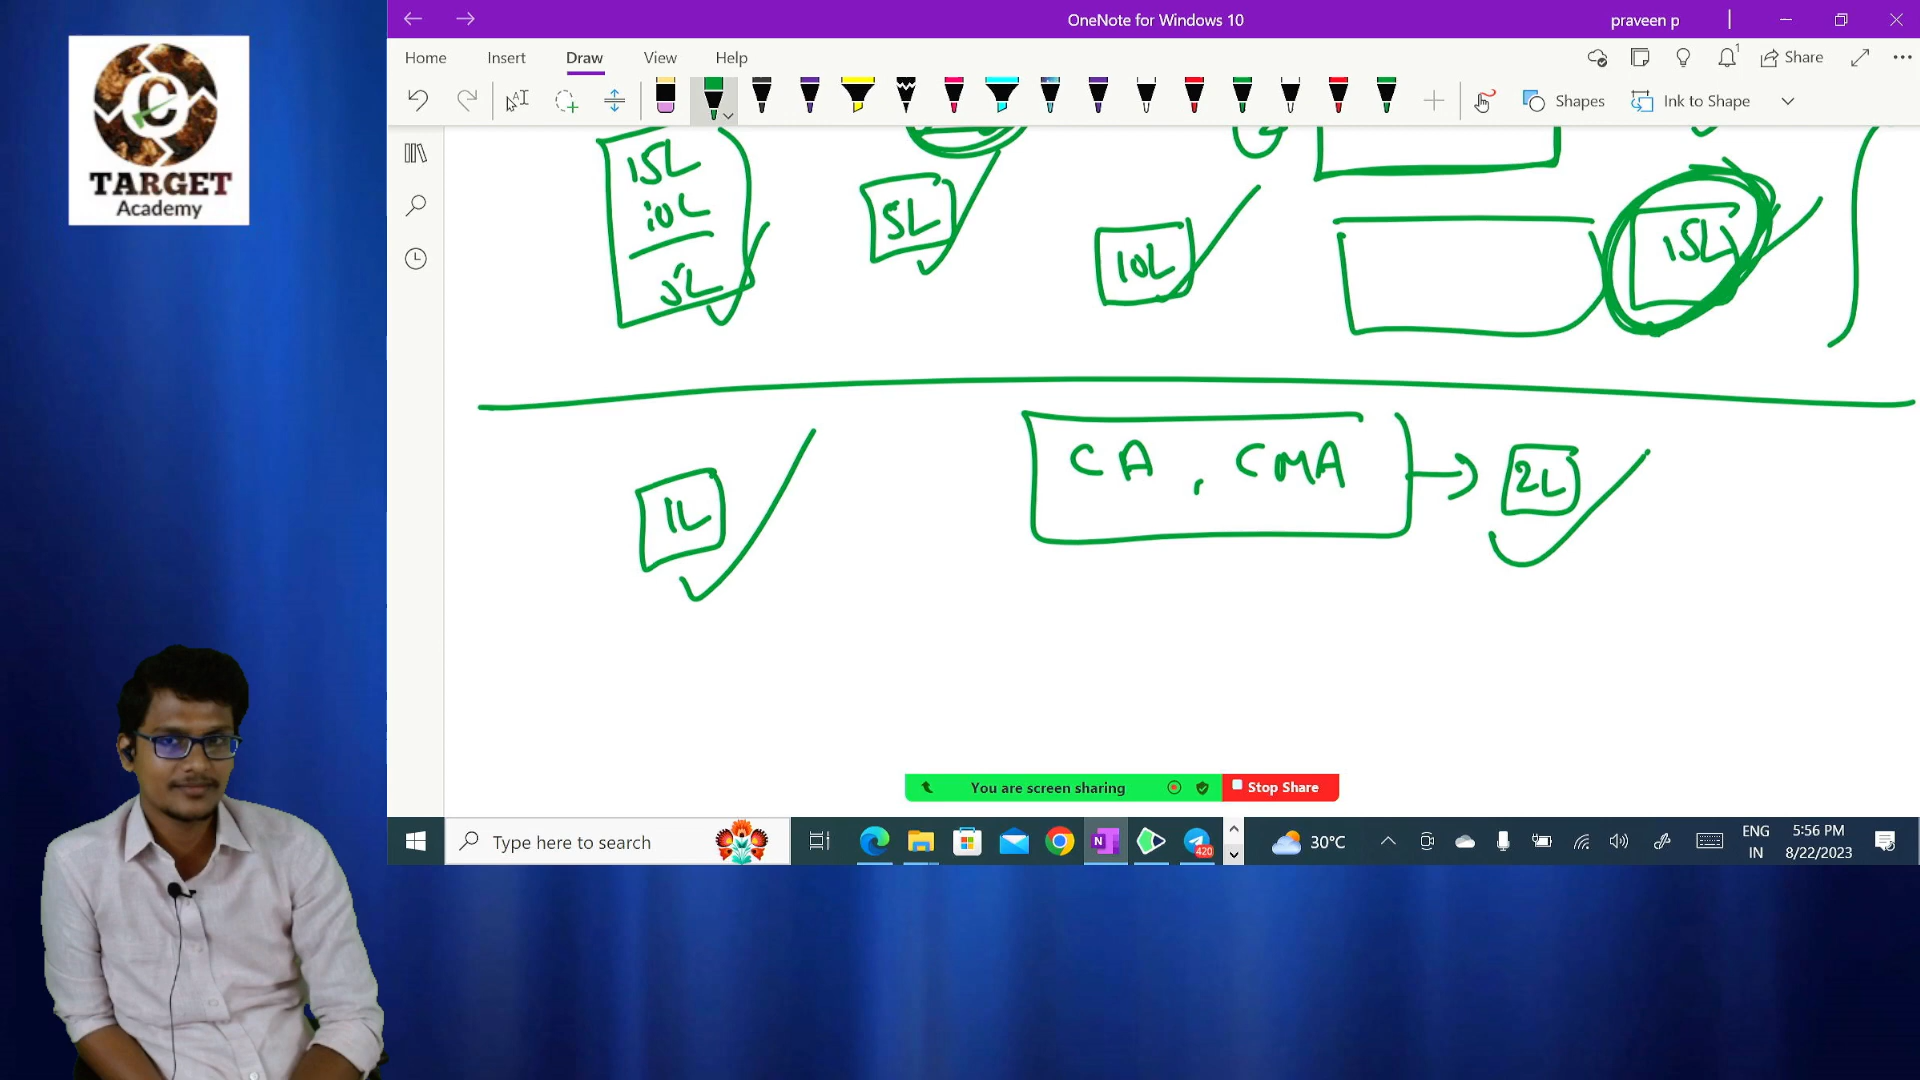 C
TARGET
Academy
OneNote for Windows 10
praveen p
Home Insert Draw View Help
1 Share
Shapes Ink to Shape
15L
10L
5L
5L
10L
15L
1L
CA, CMA
2L
You are screen sharing
Stop Share
Type here to search
N
420
30°C
ENG
IN
5:56 PM
8/22/2023